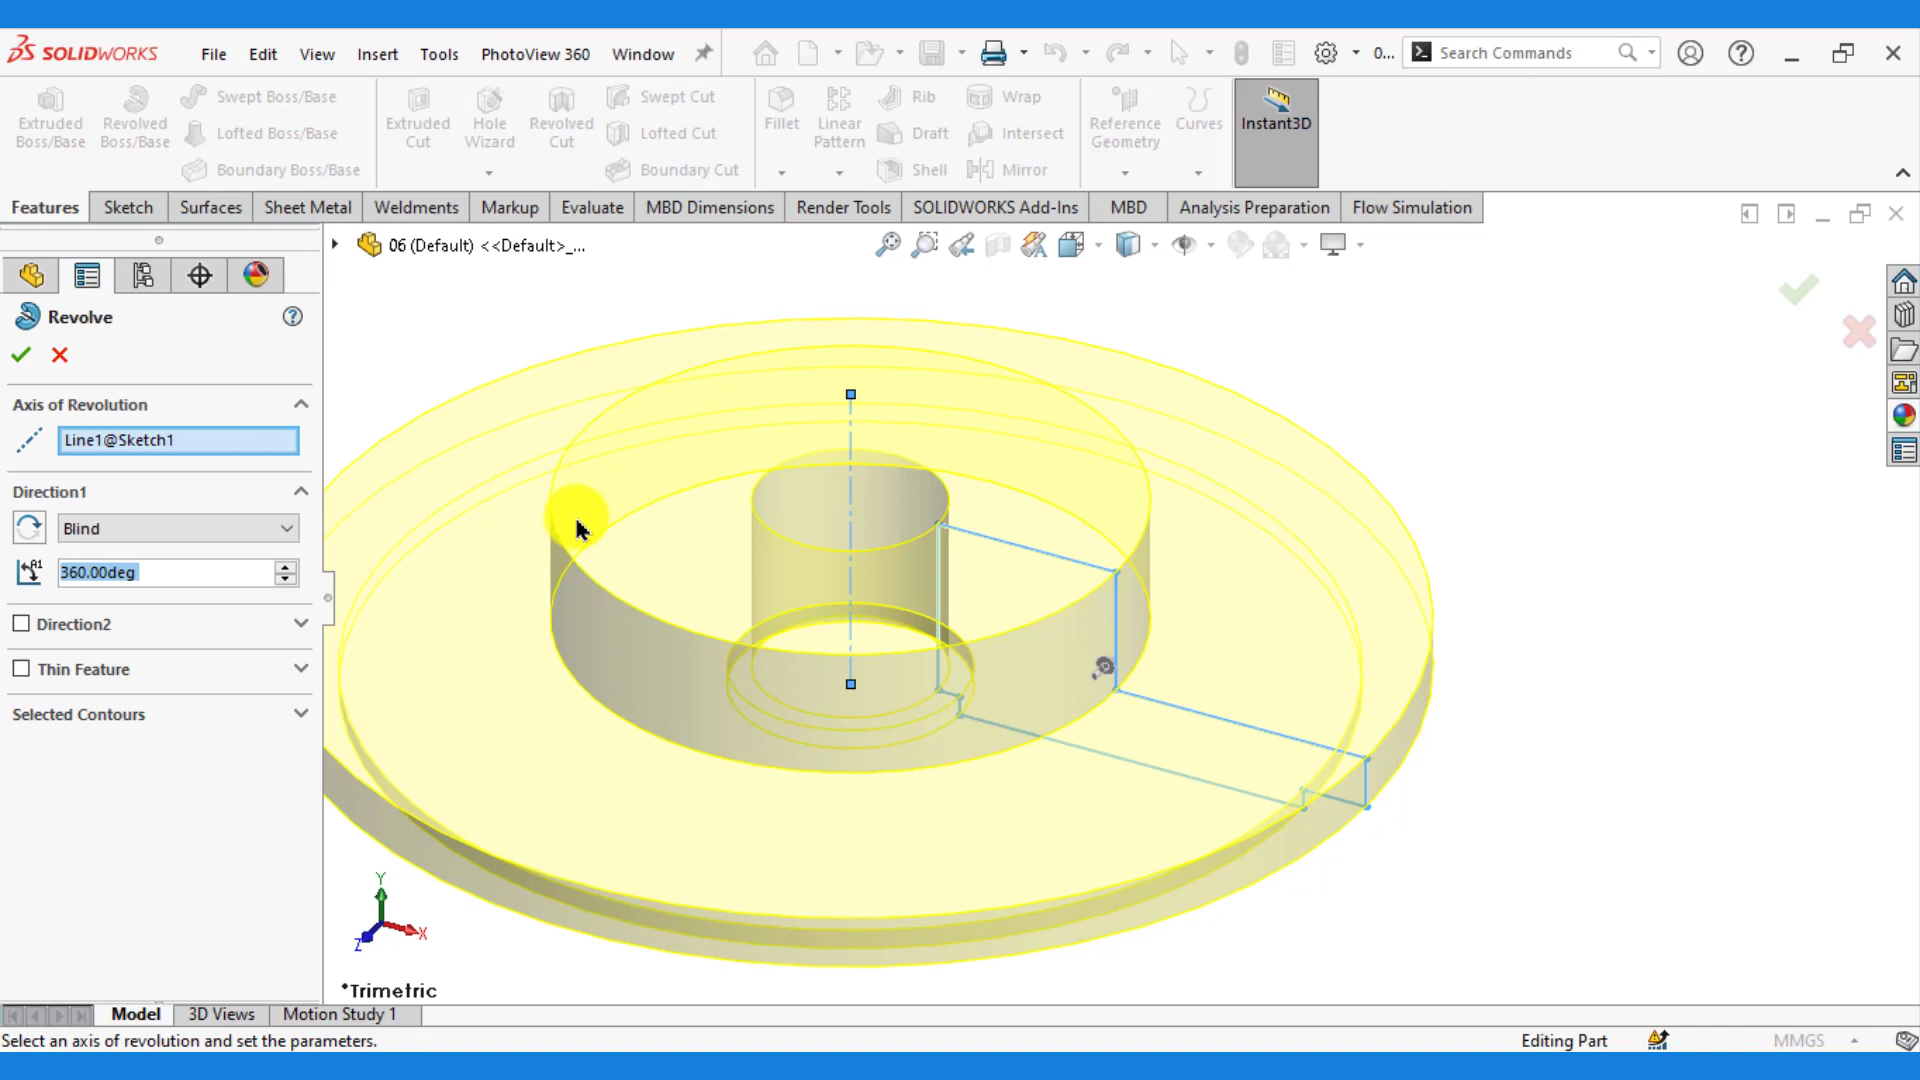 SOLIDWORKS File Edit View Insert Tools PhotoView 360 Window 0... Search Commands
Extruded Boss/Base
Revolved Boss/Base
Swept Boss/Base
Lofted Boss/Base
Boundary Boss/Base
Extruded Cut
Hole Wizard
Revolved Cut
Swept Cut
Lofted Cut
Boundary Cut
Fillet
Linear Pattern
Rib
Draft
Shell
Wrap
Intersect
Mirror
Reference Geometry
Curves
Instant3D
Features Sketch Surfaces Sheet Metal Weldments Markup Evaluate MBD Dimensions Render Tools SOLIDWORKS Add-Ins MBD Analysis Preparation Flow Simulation
06 (Default) <<Default>_...
Revolve
Axis of Revolution
Line1@Sketch1
Direction1
Blind
A1
360.00deg
Direction2
Thin Feature
Selected Contours
Y
X
Z
*Trimetric
Model 3D Views Motion Study 1
Select an axis of revolution and set the parameters.
Editing Part
MMGS